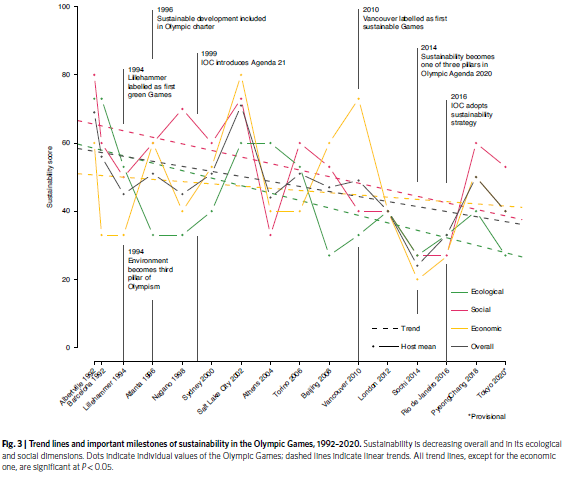 1996
Sustainable development included
in Olympic charter
2010
Vancouver labelled as first
sustainable Games
1999
IOC introduces Agenda 21
2014
Sustainability becomes
one of three pillars in
Olympic Agenda 2020
1994
Lillehammer
labelled as first
green Games
2016
IOC adopts
sustainability
strategy
1994
Environment
becomes third
pillar of
Olympism
Sustainability score
100
80
60
40
20
0
Ecological
Social
Economic
Overall
Trend
Host mean
Albertville 1992
Barcelona 1992
Lillehammer 1994
Atlanta 1996
Nagano 1998
Sydney 2000
Salt Lake City 2002
Athens 2004
Torino 2006
Beijing 2008
Vancouver 2010
London 2012
Sochi 2014
Rio de Janeiro 2016
PyeongChang 2018
Tokyo 2020*
*Provisional
Fig. 3 | Trend lines and important milestones of sustainability in the Olympic Games, 1992–2020. Sustainability is decreasing overall and in its ecological
and social dimensions. Dots indicate individual values of the Olympic Games; dashed lines indicate linear trends. All trend lines, except for the economic
one, are significant at P < 0.05.